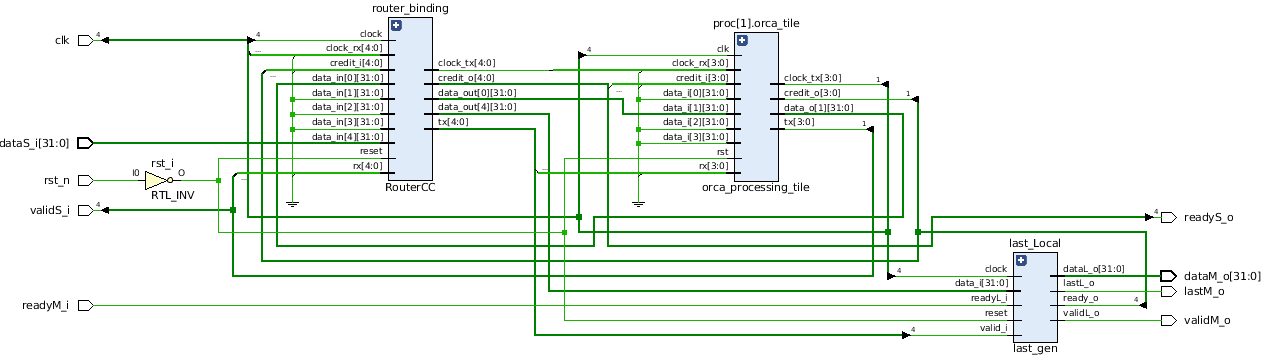 router_binding
proc[1].orca_tile
clk
4
4
clock
clock_rx[4:0]
credit_i[4:0]
data_in[0][31:0]
data_in[1][31:0]
data_in[2][31:0]
data_in[3][31:0]
data_in[4][31:0]
reset
rx[4:0]
clock_tx[4:0]
credit_o[4:0]
data_out[0][31:0]
data_out[4][31:0]
tx[4:0]
RouterCC
4
clk
clock_rx[3:0]
credit_i[3:0]
data_i[0][31:0]
data_i[1][31:0]
data_i[2][31:0]
data_i[3][31:0]
rst
rx[3:0]
clock_tx[3:0]
credit_o[3:0]
data_o[1][31:0]
tx[3:0]
1
1
1
orca_processing_tile
dataS_i[31:0]
rst_i
rst_n
I0
O
RTL_INV
validS_i
4
4
readyS_o
last_Local
4
clock
data_i[31:0]
readyL_i
reset
valid_i
4
dataL_o[31:0]
lastL_o
ready_o
validL_o
4
last_gen
dataM_o[31:0]
lastM_o
validM_o
readyM_i